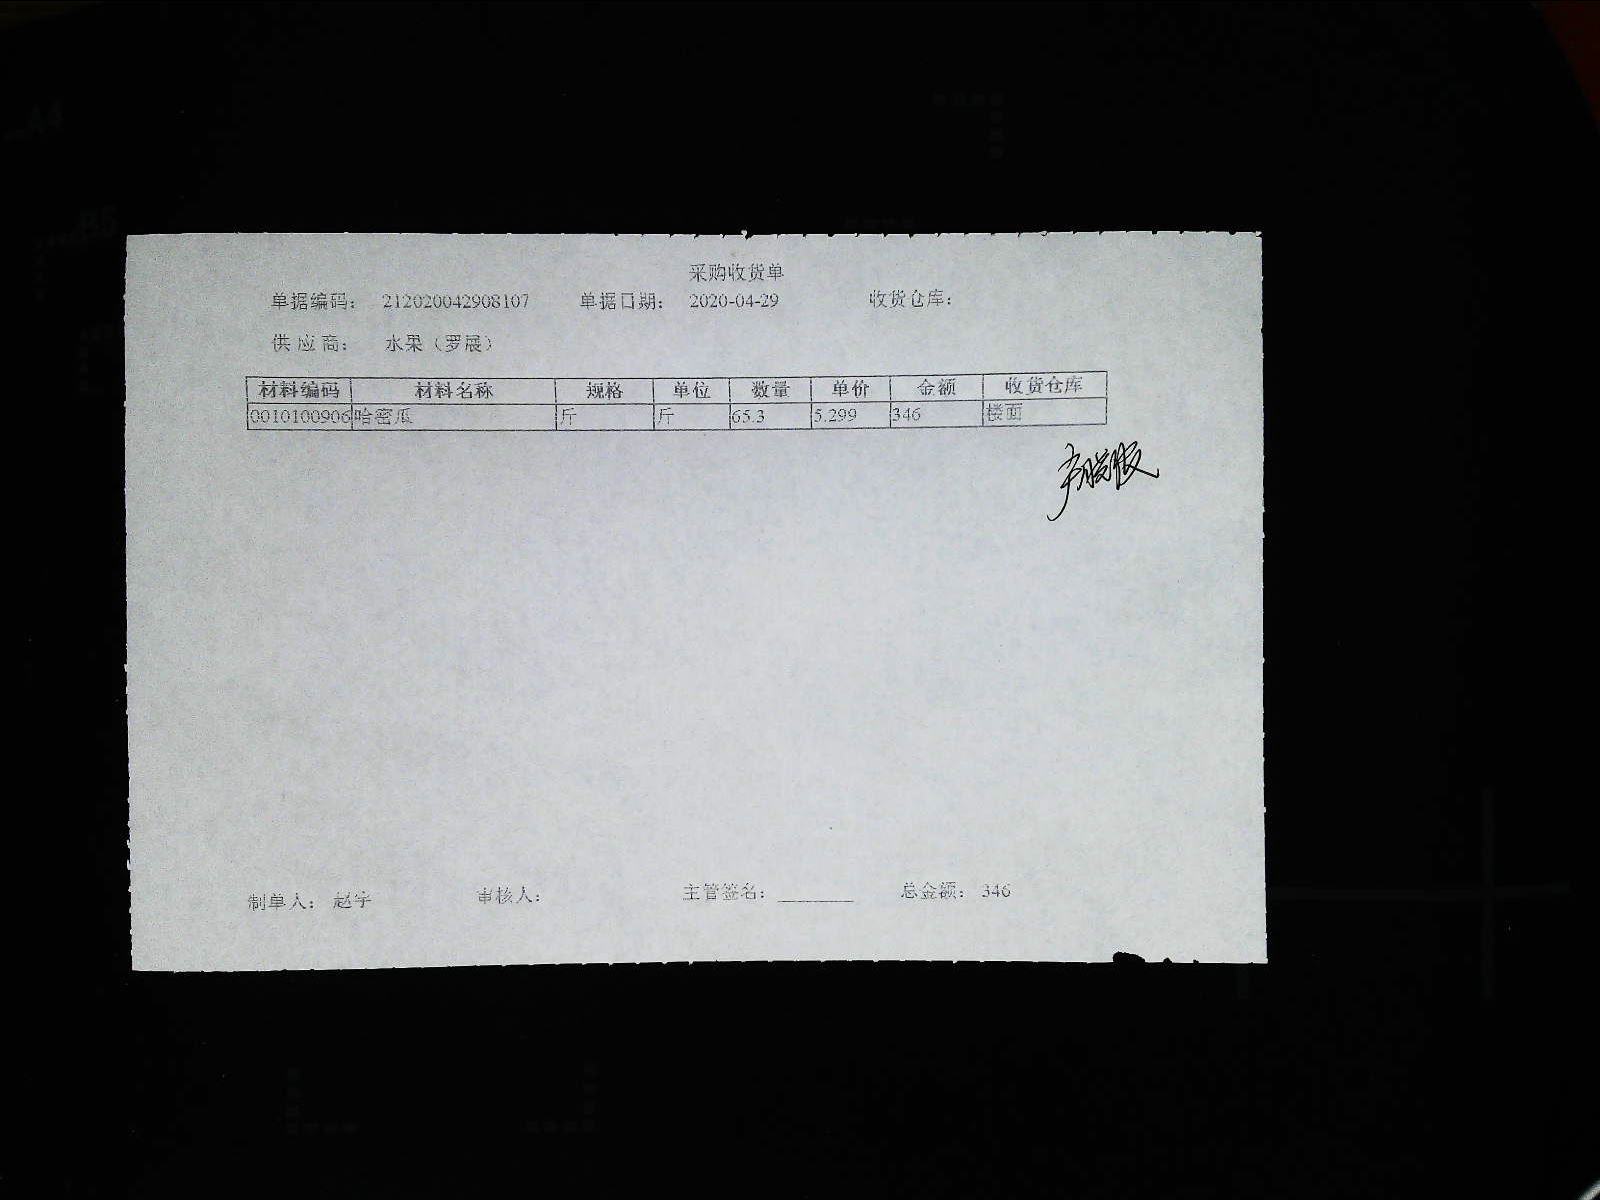 采购收货单
单据编码： 212020042908107 单据日期： 2020-04-29 收货仓库：
供应商： 水果（罗晨）
材料编码 材料名称 规格 单位 数量 单价 金额 收货仓库
0010100906 哈密瓜 斤 斤 65.3 5.299 346 楼面
制单人： 赵宇 审核人： 主管签名： 总金额： 346